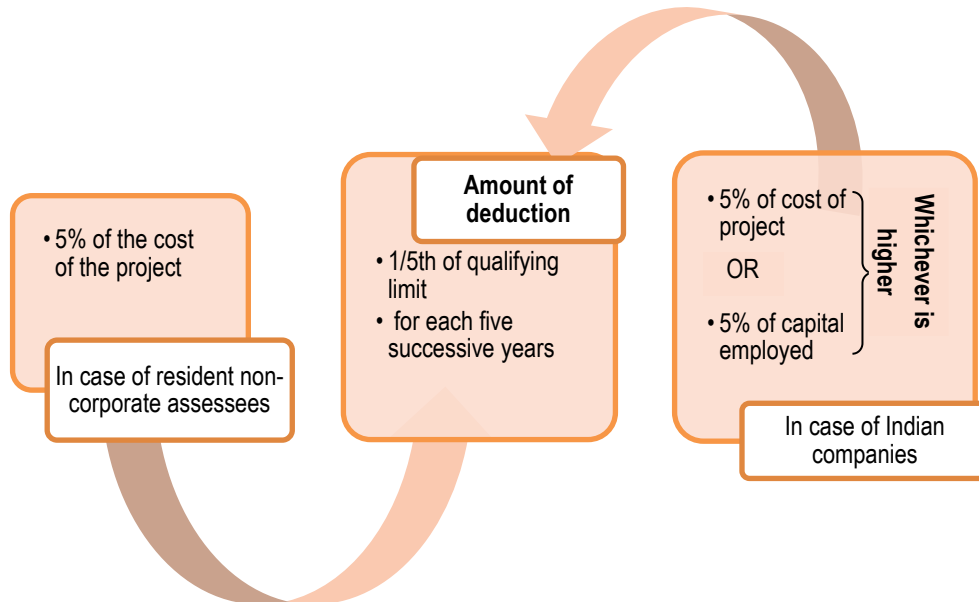 • 5% of the cost
of the project
In case of resident non-
corporate assessees
Amount of
deduction
• 1/5th of qualifying
limit
• for each five
successive years
• 5% of cost of
project
OR
• 5% of capital
employed
Whichever is
higher
In case of Indian
companies